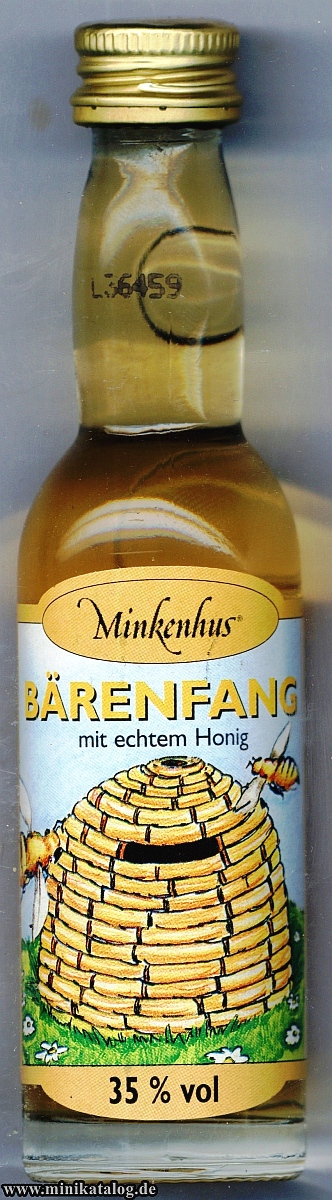 L36459
Minkenhus®
BÄRENFANG
mit echtem Honig
35 % vol
www.minikatalog.de